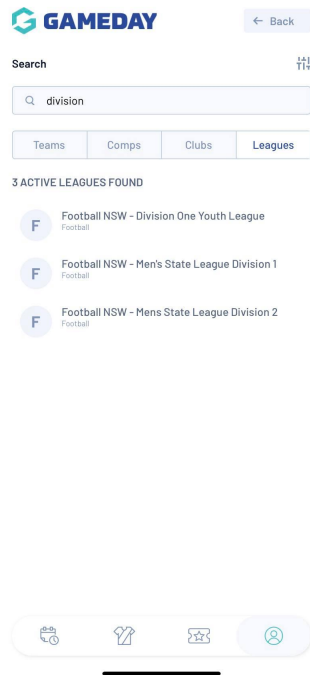 GAMEDAY
← Back
Search
division
Teams
Comps
Clubs
Leagues
3 ACTIVE LEAGUES FOUND
F
Football NSW - Division One Youth League
Football
F
Football NSW - Men's State League Division 1
Football
F
Football NSW - Mens State League Division 2
Football